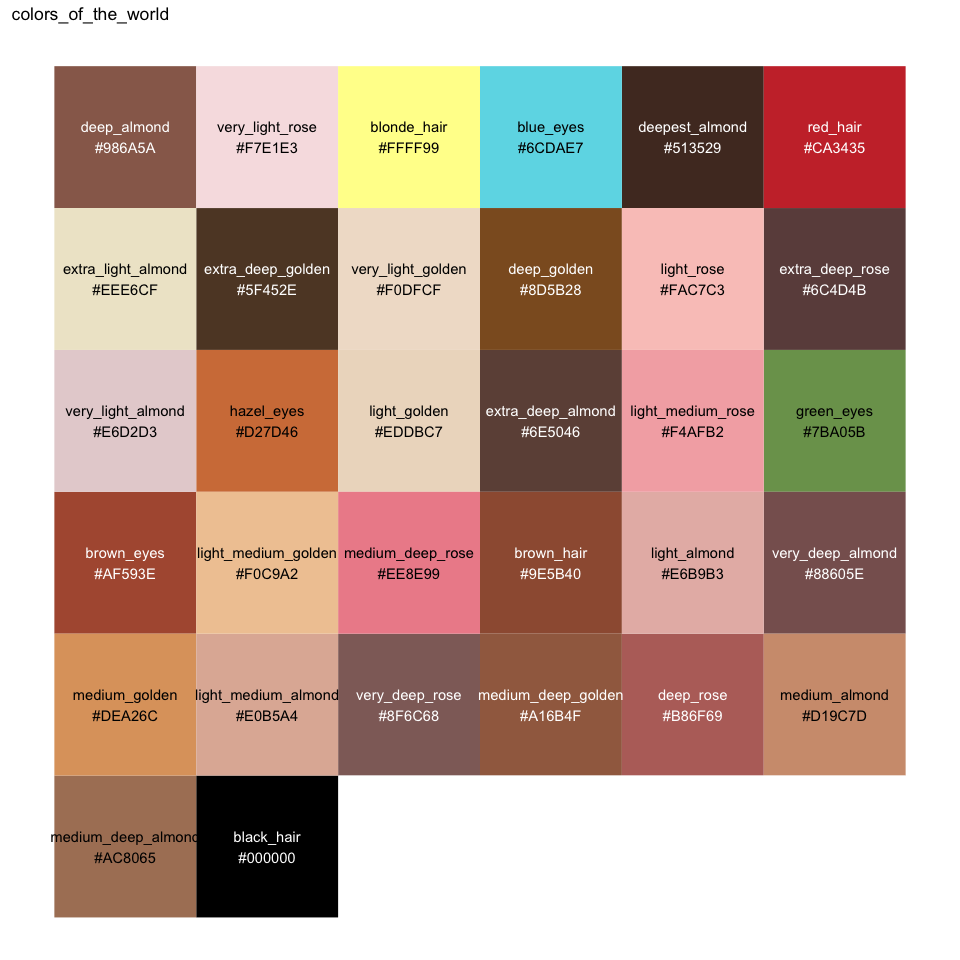 colors_of_the_world
deep_almond
#986A5A
very_light_rose
#F7E1E3
blonde_hair
#FFFF99
blue_eyes
#6CDAE7
deepest_almond
#513529
red_hair
#CA3435
extra_light_almond
#EEE6CF
extra_deep_golden
#5F452E
very_light_golden
#F0DFCF
deep_golden
#8D5B28
light_rose
#FAC7C3
extra_deep_rose
#6C4D4B
very_light_almond
#E6D2D3
hazel_eyes
#D27D46
light_golden
#EDDBC7
extra_deep_almond
#6E5046
light_medium_rose
#F4AFB2
green_eyes
#7BA05B
brown_eyes
#AF593E
light_medium_golden
#F0C9A2
medium_deep_rose
#EE8E99
brown_hair
#9E5B40
light_almond
#E6B9B3
very_deep_almond
#88605E
medium_golden
#DEA26C
light_medium_almond
#E0B5A4
very_deep_rose
#8F6C68
medium_deep_golden
#A16B4F
deep_rose
#B86F69
medium_almond
#D19C7D
medium_deep_almond
#AC8065
black_hair
#000000